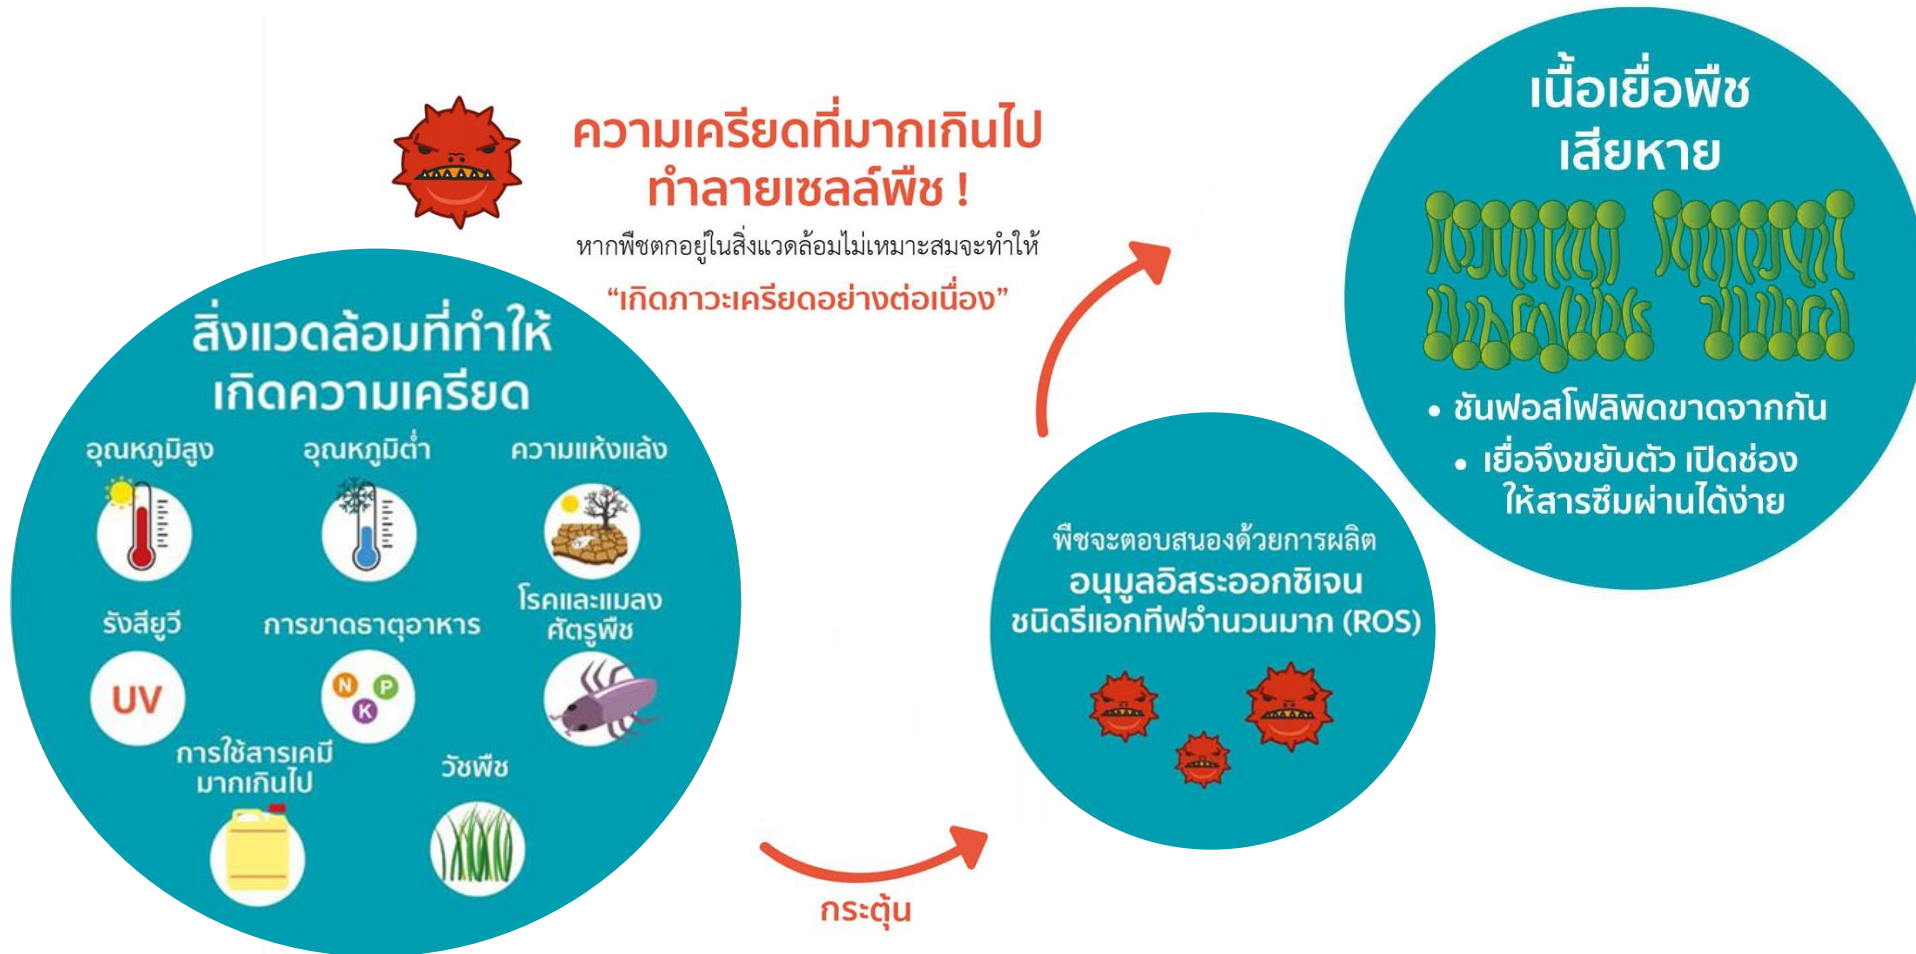 ความเครียดที่มากเกินไป
ทำลายเซลล์พืช !
หากพืชตกอยู่ในสิ่งแวดล้อมไม่เหมาะสมจะทำให้
“เกิดภาวะเครียดอย่างต่อเนื่อง”
สิ่งแวดล้อมที่ทำให้
เกิดความเครียด
อุณหภูมิสูง
อุณหภูมิต่ำ
ความแห้งแล้ง
รังสียูวี
การขาดธาตุอาหาร
โรคและแมลง
ศัตรูพืช
UV
N
P
K
การใช้สารเคมี
มากเกินไป
วัชพืช
กระตุ้น
พืชจะตอบสนองด้วยการผลิต
อนุมูลอิสระออกซิเจน
ชนิดรีแอกทีฟจำนวนมาก (ROS)
เนื้อเยื่อพืช
เสียหาย
• ชันฟอสโฟลิพิดขาดจากกัน
• เยื่อจึงขยับตัว เปิดช่อง
ให้สารซึมผ่านได้ง่าย